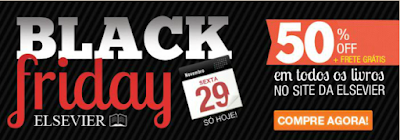 BLACK
friday
ELSEVIER
Novembro
SEXTA
29
SÓ HOJE!
50% OFF
+ FRETE GRÁTIS
em todos os livros
NO SITE DA ELSEVIER
COMPRE AGORA!